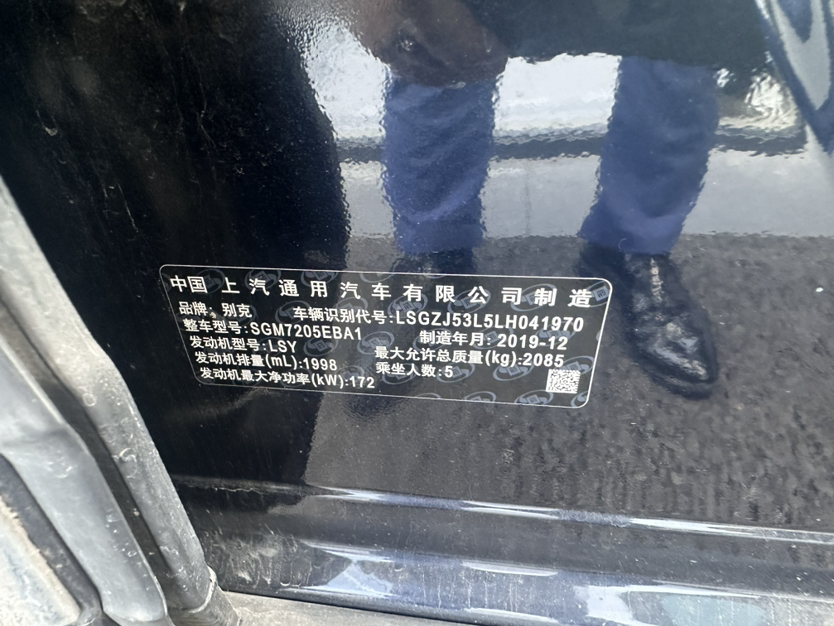 中国 上汽通用汽车有限公司制造
品牌：别克 车辆识别代号:LSGZJ53L5LH041970
整车型号:SGM7205EBA1 制造年月:2019-12
发动机型号:LSY 最大允许总质量(kg):2085
发动机排量(mL):1998 乘坐人数:5
发动机最大净功率(kW):172